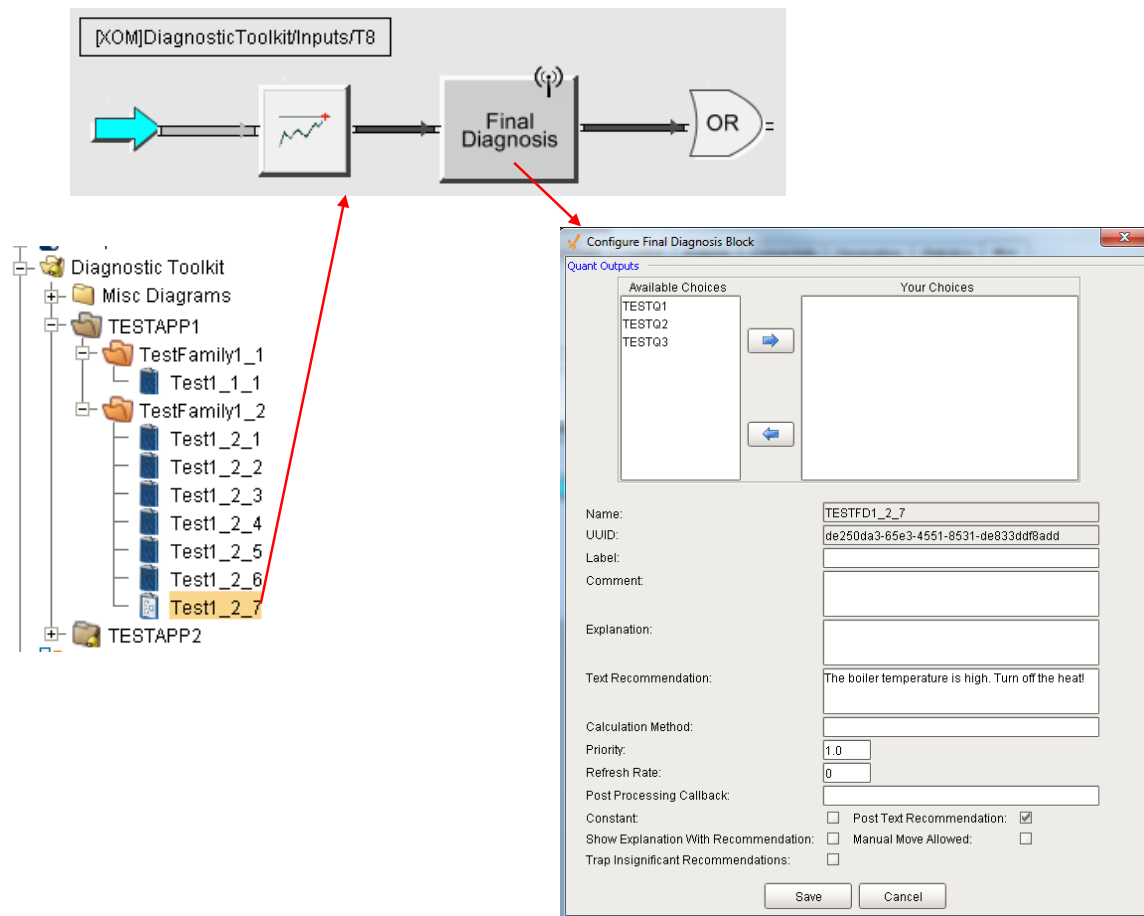 [XOM]DiagnosticToolkit/Inputs/T8
Final
Diagnosis
OR
=
Diagnostic Toolkit
Misc Diagrams
TESTAPP1
TestFamily1_1
Test1_1_1
TestFamily1_2
Test1_2_1
Test1_2_2
Test1_2_3
Test1_2_4
Test1_2_5
Test1_2_6
Test1_2_7
TESTAPP2
Configure Final Diagnosis Block
Quant Outputs
Available Choices
Your Choices
TESTQ1
TESTQ2
TESTQ3
Name: TESTFD1_2_7
UUID: de250da3-65e3-4551-8531-de833ddf8add
Label:
Comment:
Explanation:
Text Recommendation: The boiler temperature is high. Turn off the heat!
Calculation Method:
Priority: 1.0
Refresh Rate: 0
Post Processing Callback:
Constant: Post Text Recommendation:
Show Explanation With Recommendation: Manual Move Allowed:
Trap Insignificant Recommendations:
Save Cancel